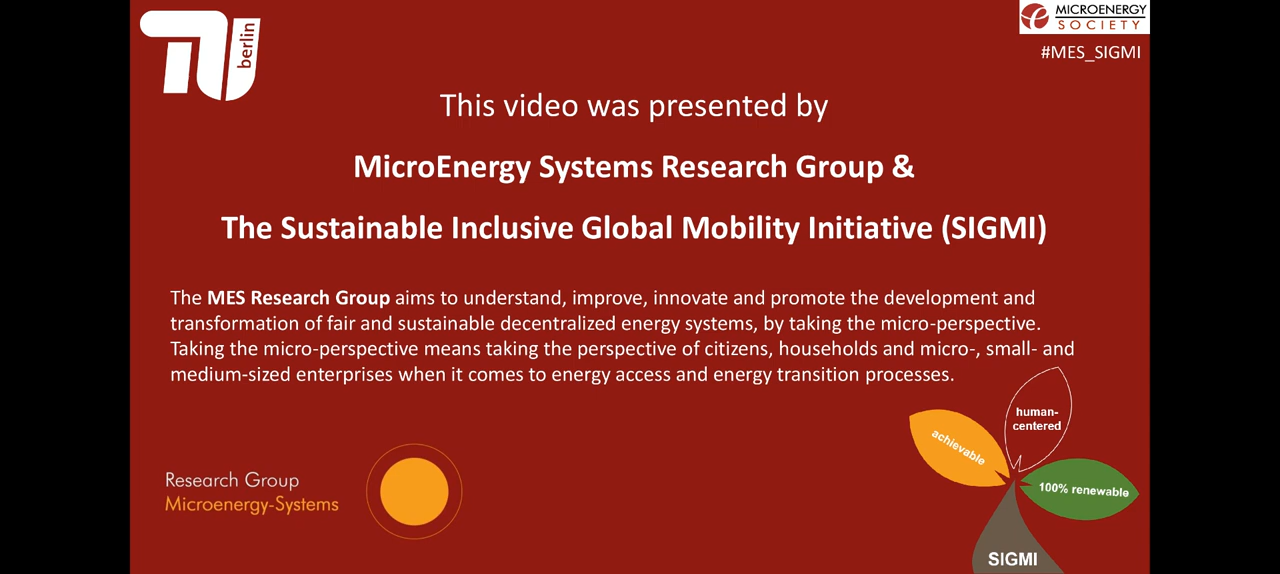 berlin
MICROENERGY
SOCIETY
#MES_SIGMI
This video was presented by
MicroEnergy Systems Research Group &
The Sustainable Inclusive Global Mobility Initiative (SIGMI)
The MES Research Group aims to understand, improve, innovate and promote the development and
transformation of fair and sustainable decentralized energy systems, by taking the micro-perspective.
Taking the micro-perspective means taking the perspective of citizens, households and micro-, small- and
medium-sized enterprises when it comes to energy access and energy transition processes.
human-
centered
achievable
100% renewable
Research Group
Microenergy-Systems
SIGMI